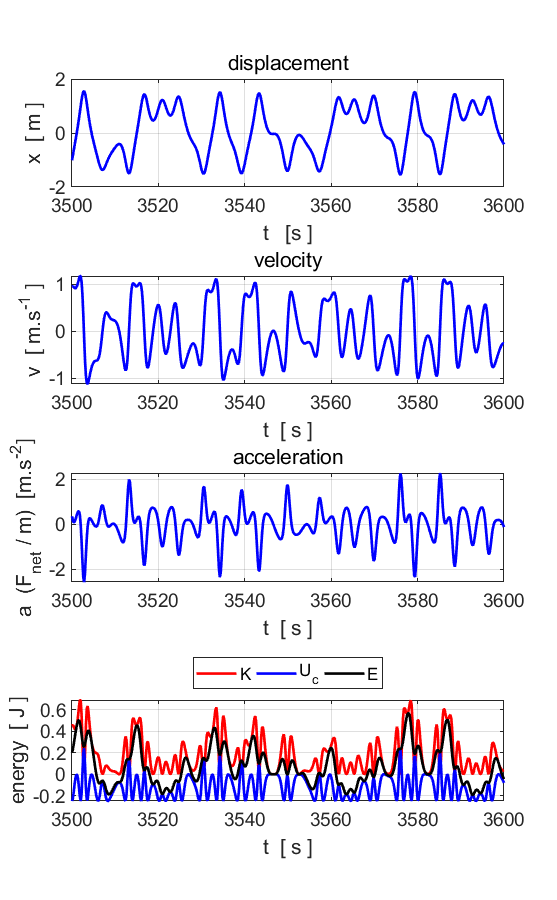 displacement
2
0
-2
x [ m ]
3500 3520 3540 3560 3580 3600
t [s ]
velocity
1
0
-1
v [ m.s-1 ]
3500 3520 3540 3560 3580 3600
t [ s ]
acceleration
2
0
-2
a (Fnet / m) [m.s-2]
3500 3520 3540 3560 3580 3600
t [ s ]
K Uc E
0.6
0.4
0.2
0
-0.2
energy [ J ]
3500 3520 3540 3560 3580 3600
t [ s ]